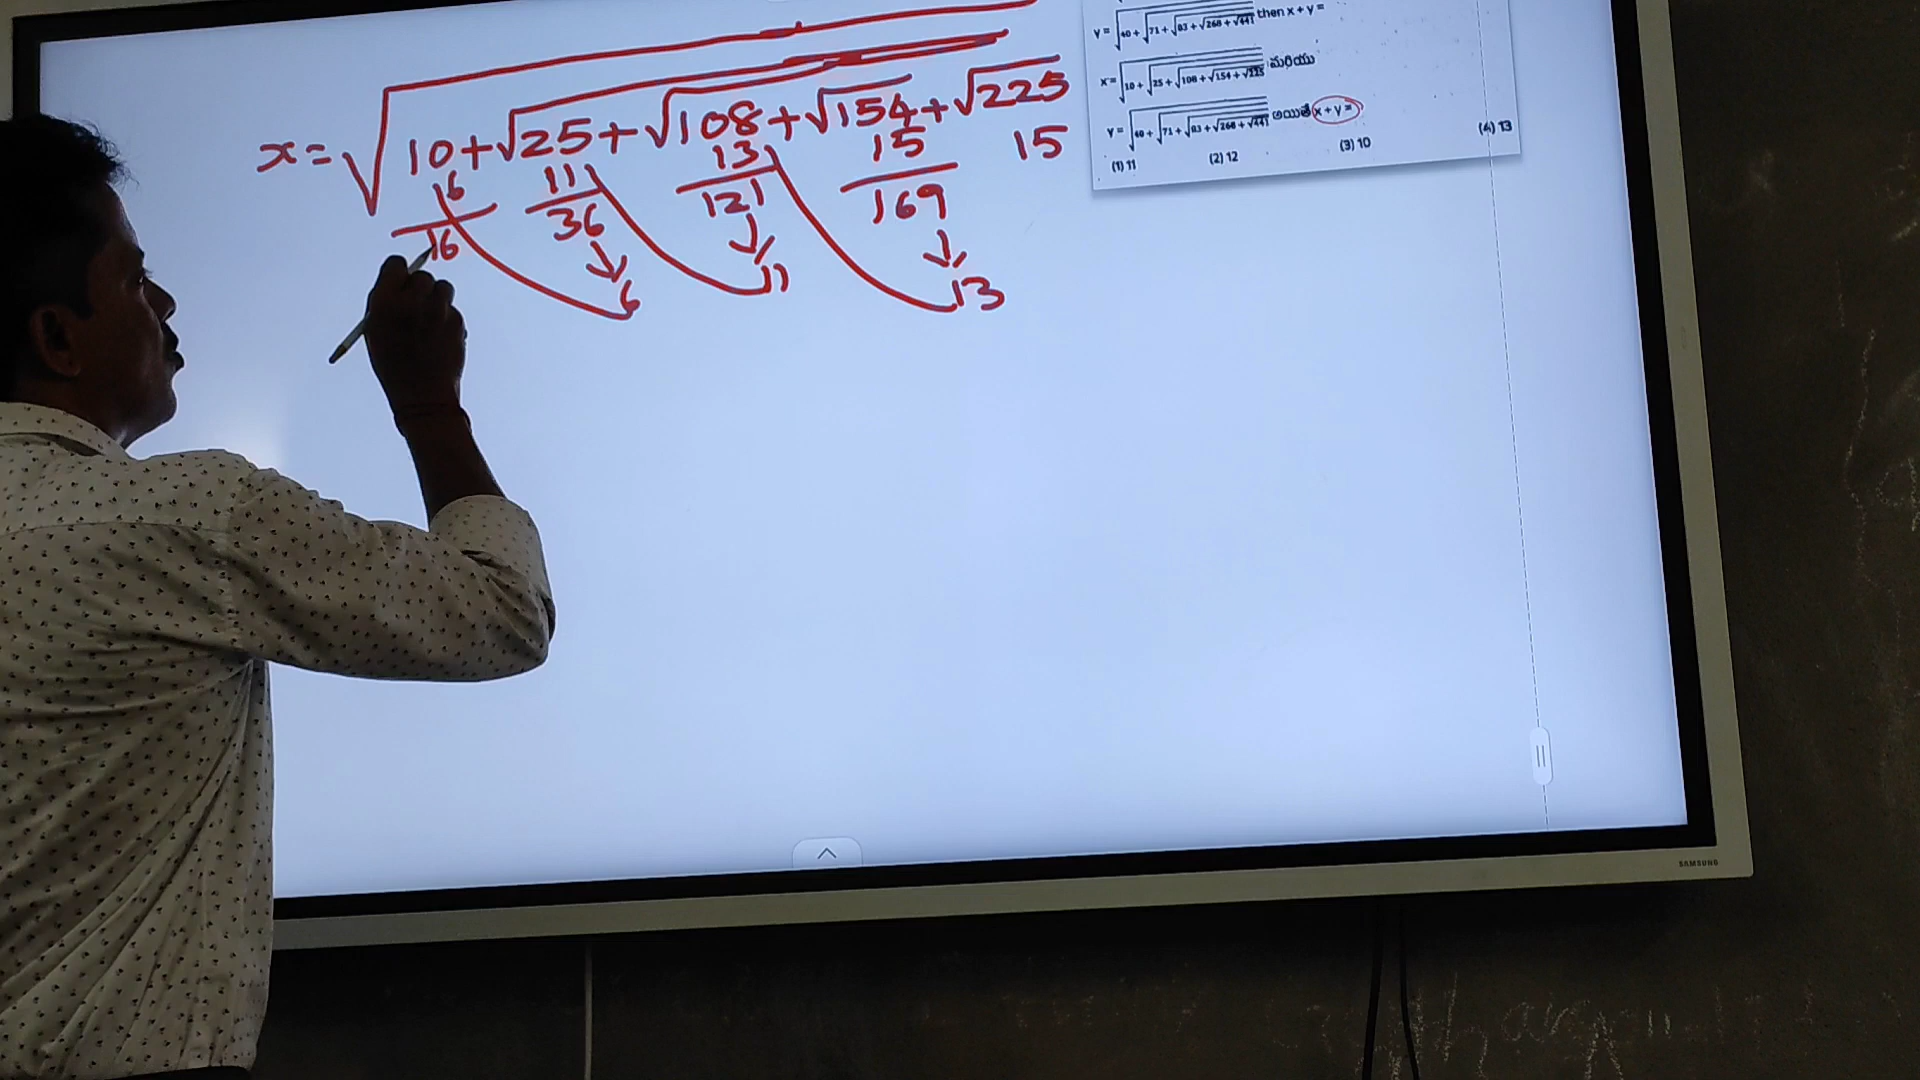 y = √40 + √71 + √83 + √268 + √441 then x + y =
x = √10 + √25 + √108 + √154 + √225 మరియు
y = √40 + √71 + √83 + √268 + √441 అయితే x + y =
(1) 11 (2) 12 (3) 10 (4) 13
x = √10 + √25 + √108 + √154 + √225
16 11 13 15 15
16 36 121 169
6 11 13
SAMSUNG